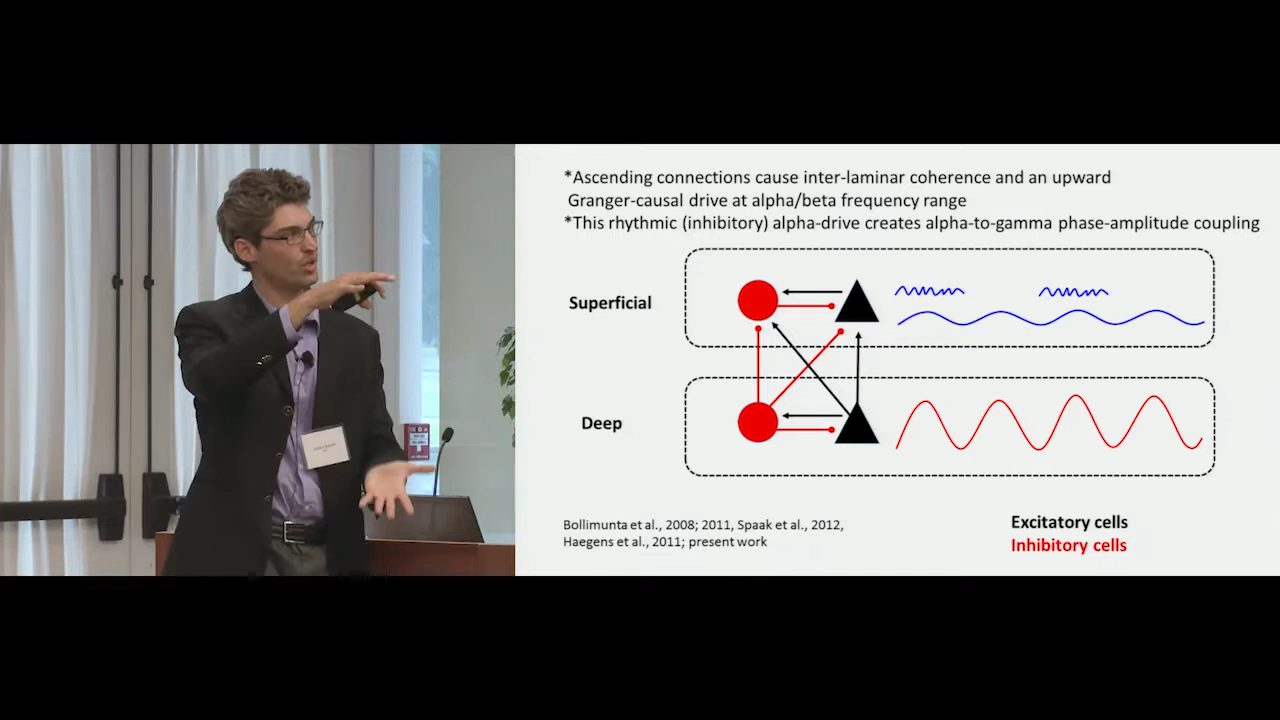 *Ascending connections cause inter-laminar coherence and an upward
Granger-causal drive at alpha/beta frequency range
*This rhythmic (inhibitory) alpha-drive creates alpha-to-gamma phase-amplitude coupling
Superficial
Deep
Bollimunta et al., 2008; 2011, Spaak et al., 2012,
Haegens et al., 2011; present work
Excitatory cells
Inhibitory cells